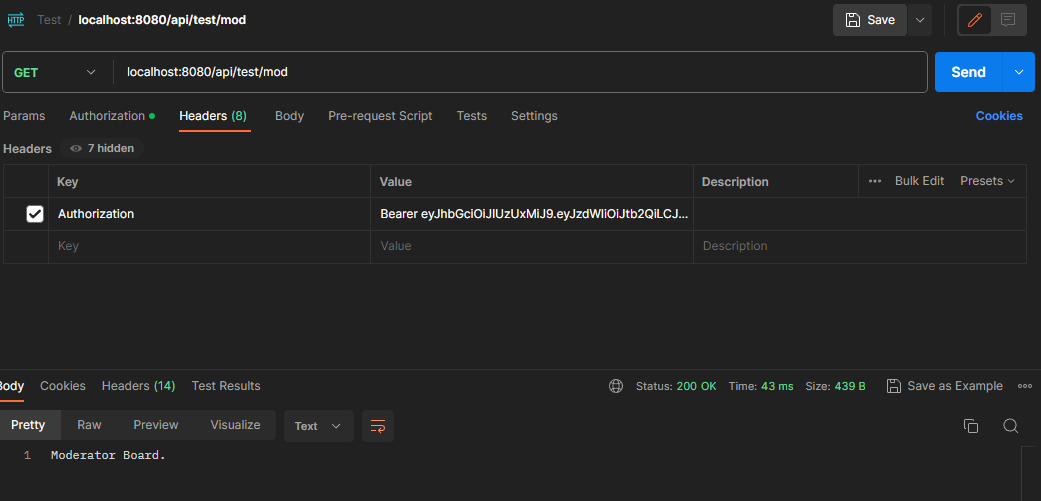 HTTP Test / localhost:8080/api/test/mod Save
GET localhost:8080/api/test/mod Send
Params Authorization Headers (8) Body Pre-request Script Tests Settings Cookies
Headers 7 hidden
Key Value Description ••• Bulk Edit Presets
Authorization Bearer eyJhbGciOiJIUzUxMiJ9.eyJzdWIiOiJtb2QiLCJ...
Key Value Description
Body Cookies Headers (14) Test Results Status: 200 OK Time: 43 ms Size: 439 B Save as Example
Pretty Raw Preview Visualize Text
1 Moderator Board.